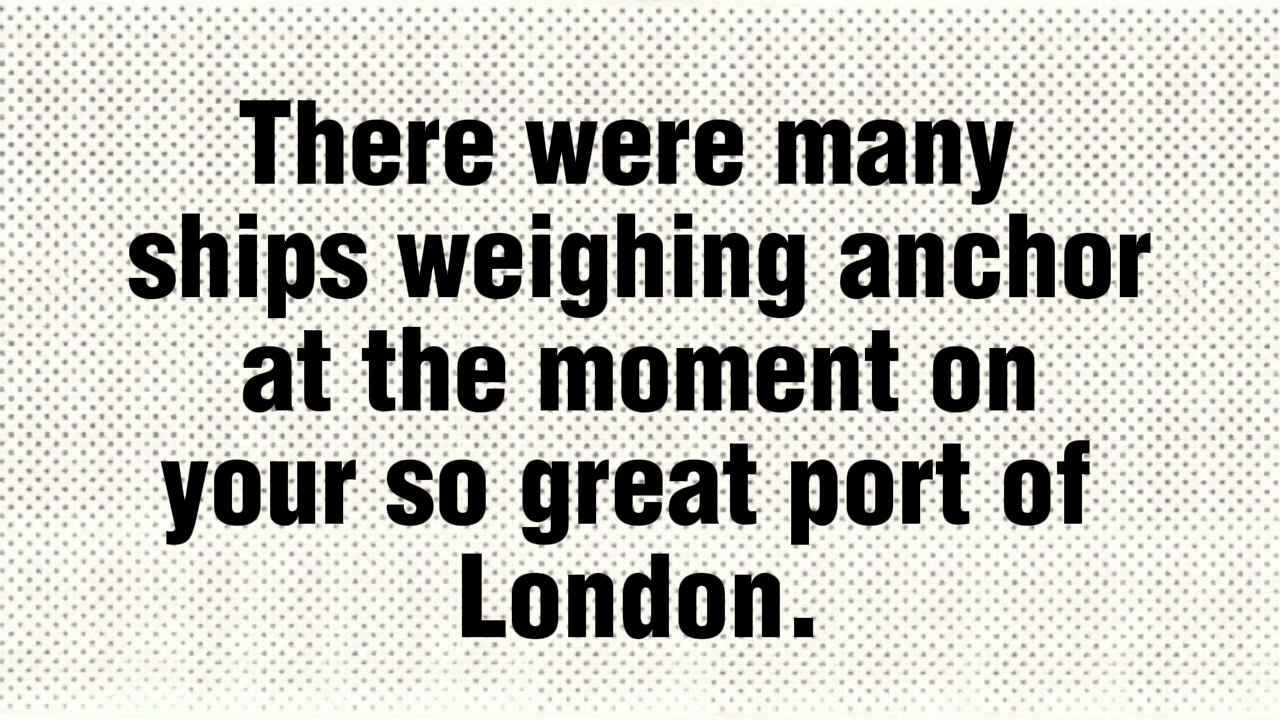 There were many
ships weighing anchor
at the moment on
your so great port of
London.